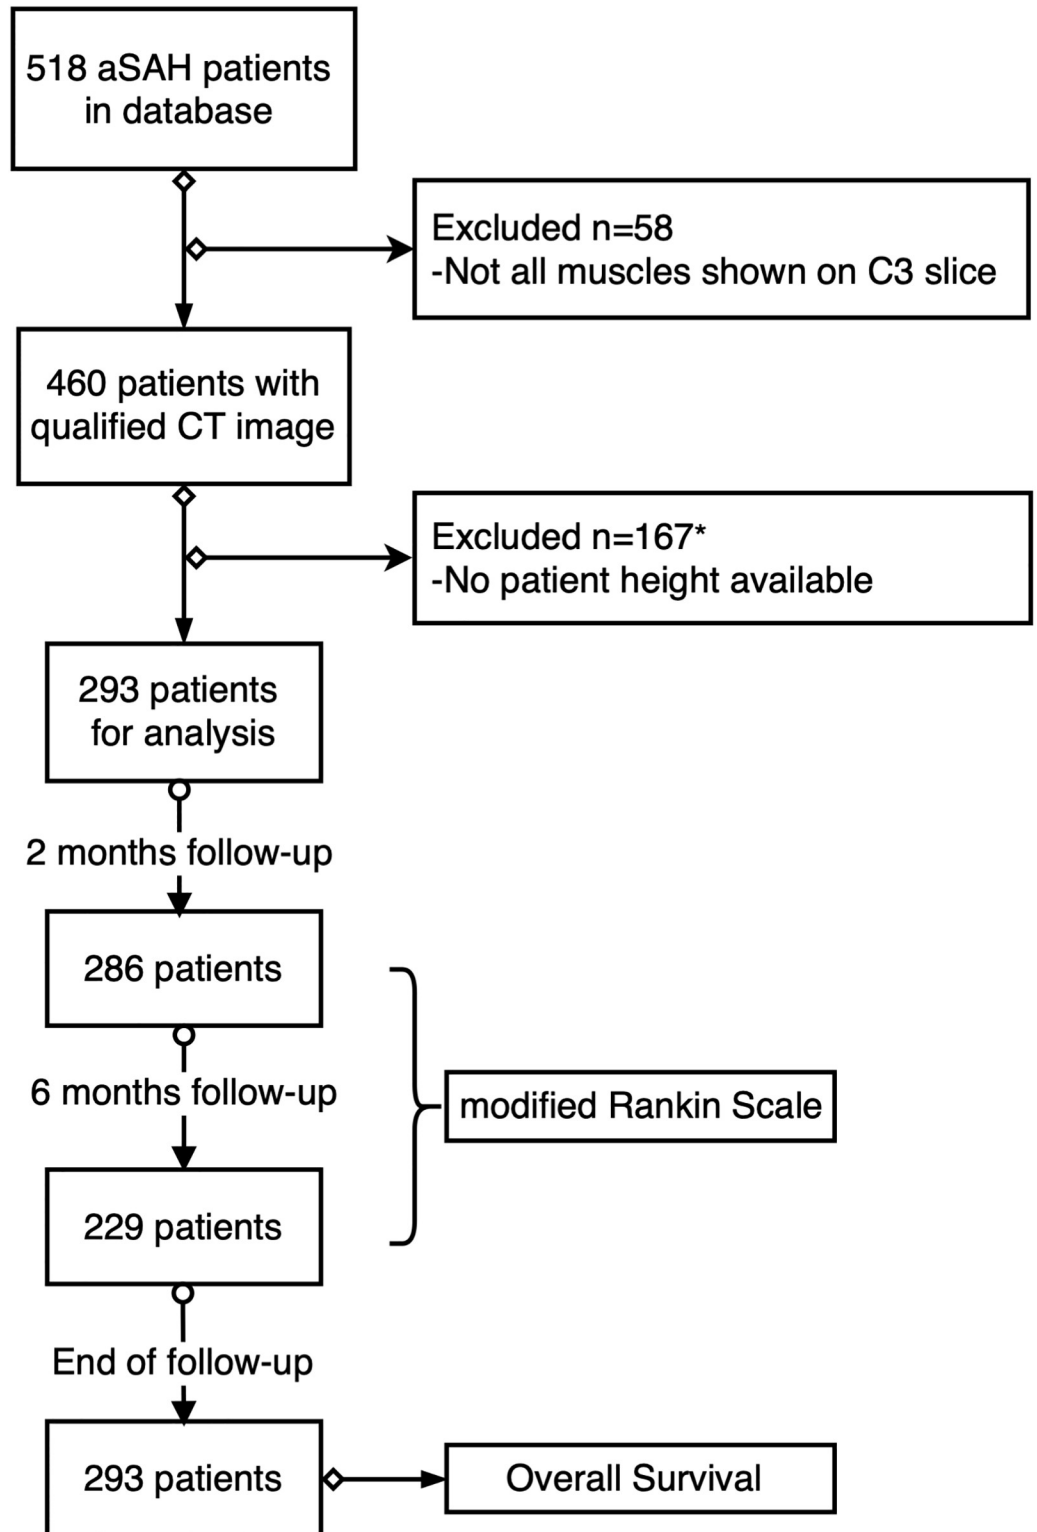 518 aSAH patients
in database
Excluded n=58
-Not all muscles shown on C3 slice
460 patients with
qualified CT image
Excluded n=167*
-No patient height available
293 patients
for analysis
2 months follow-up
286 patients
6 months follow-up
modified Rankin Scale
229 patients
End of follow-up
293 patients
Overall Survival